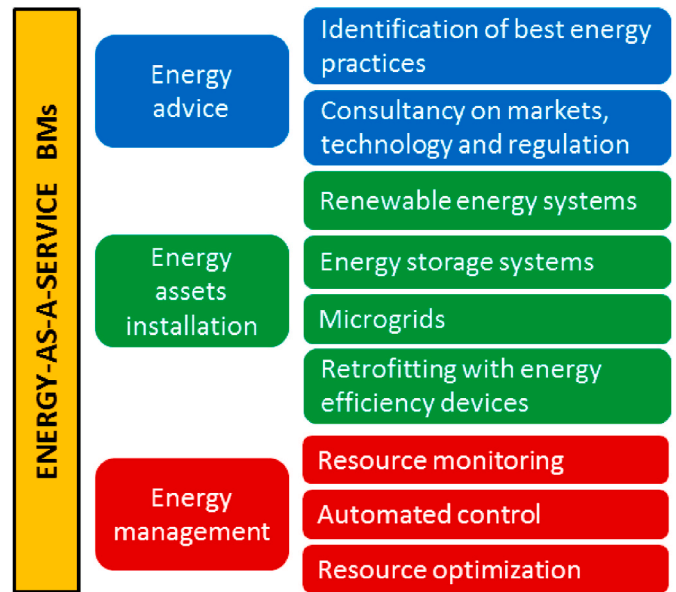 ENERGY-AS-A-SERVICE BMs
Energy
advice
Identification of best energy
practices
Consultancy on markets,
technology and regulation
Energy
assets
installation
Renewable energy systems
Energy storage systems
Microgrids
Retrofitting with energy
efficiency devices
Energy
management
Resource monitoring
Automated control
Resource optimization